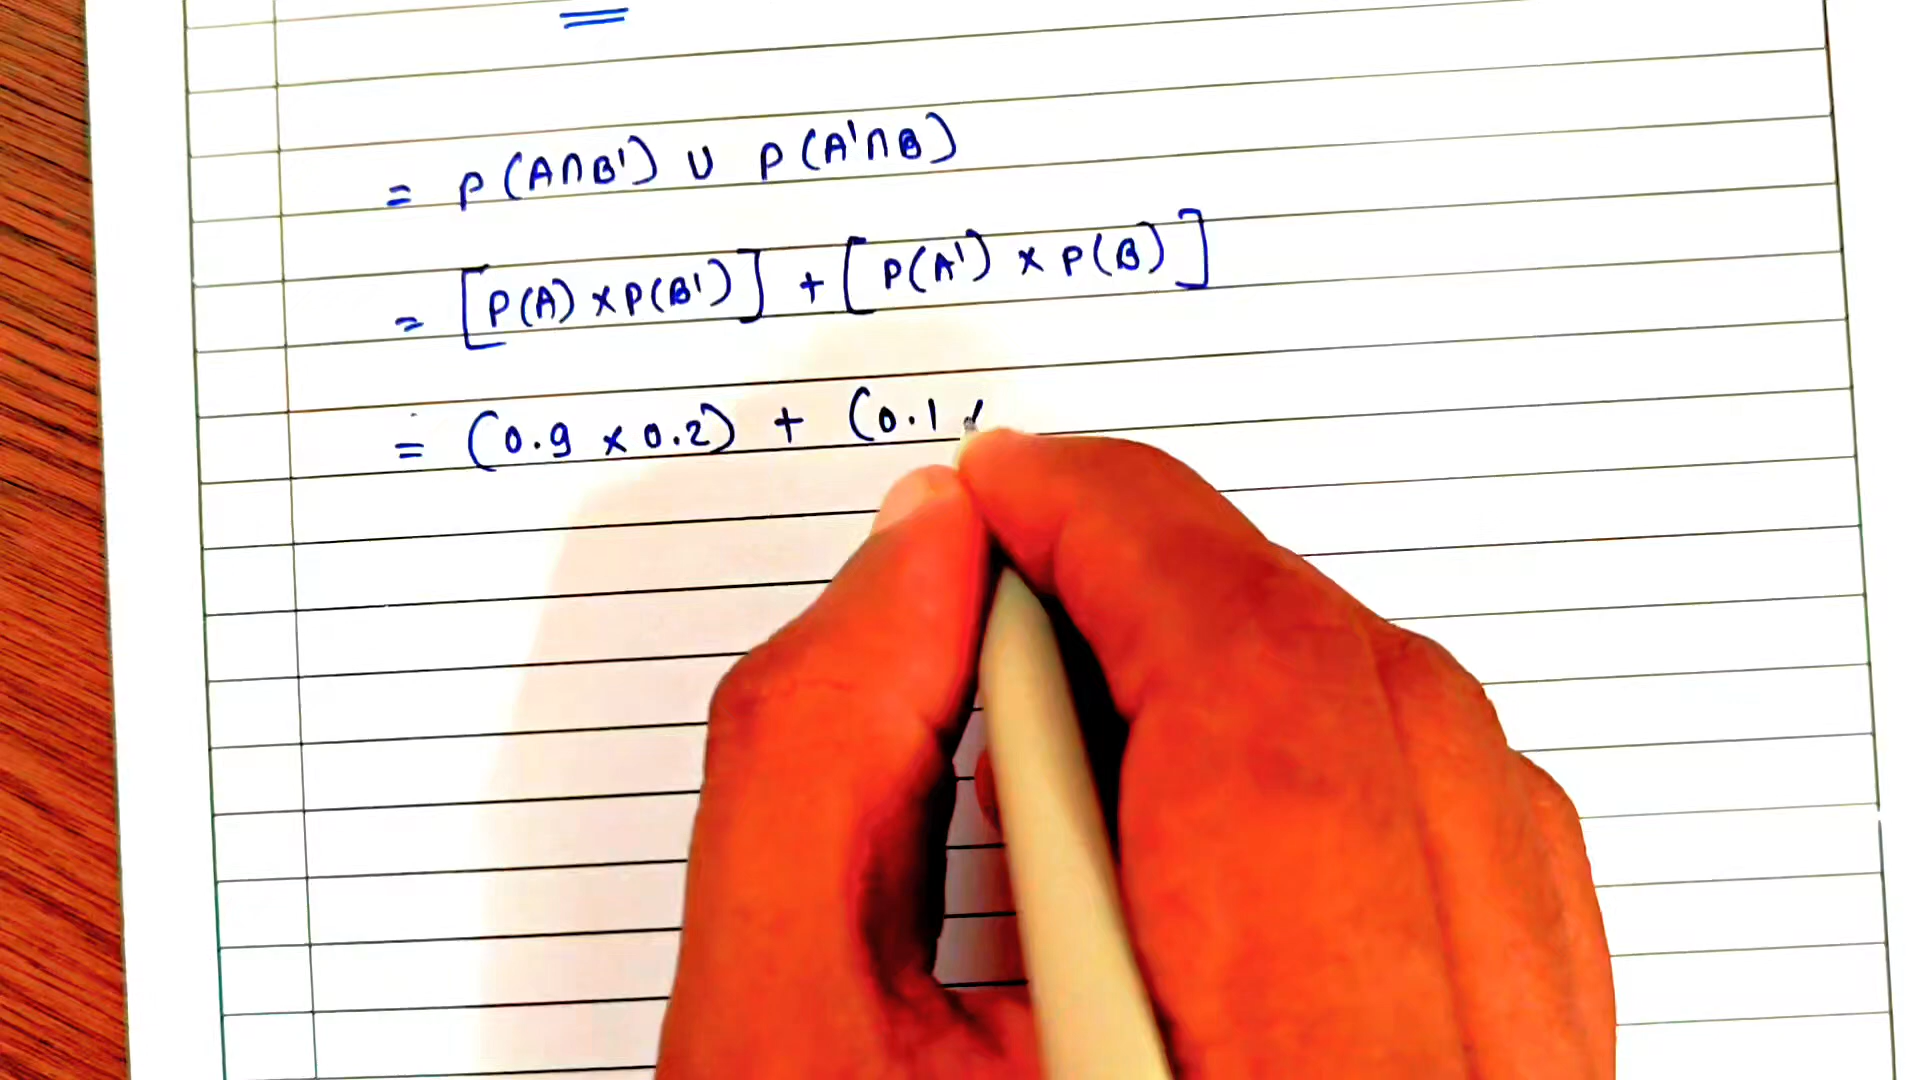 = P(A∩B') ∪ P(A'∩B)
= [P(A) × P(B')] + [P(A') × P(B)]
= (0.9 × 0.2) + (0.1